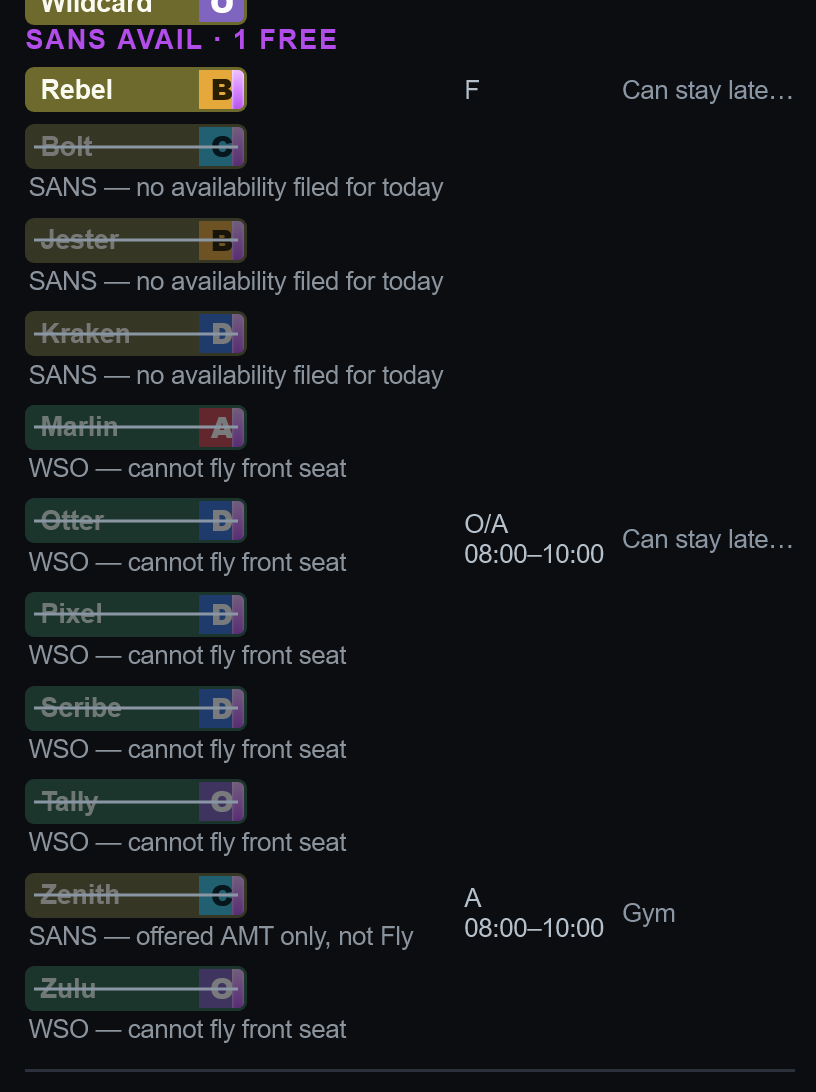 Wildcard O
SANS AVAIL · 1 FREE
Rebel B F Can stay late…
Bolt C
SANS — no availability filed for today
Jester B
SANS — no availability filed for today
Kraken D
SANS — no availability filed for today
Marlin A
WSO — cannot fly front seat
Otter D O/A
08:00–10:00 Can stay late…
WSO — cannot fly front seat
Pixel D
WSO — cannot fly front seat
Scribe D
WSO — cannot fly front seat
Tally O
WSO — cannot fly front seat
Zenith C A
08:00–10:00 Gym
SANS — offered AMT only, not Fly
Zulu O
WSO — cannot fly front seat